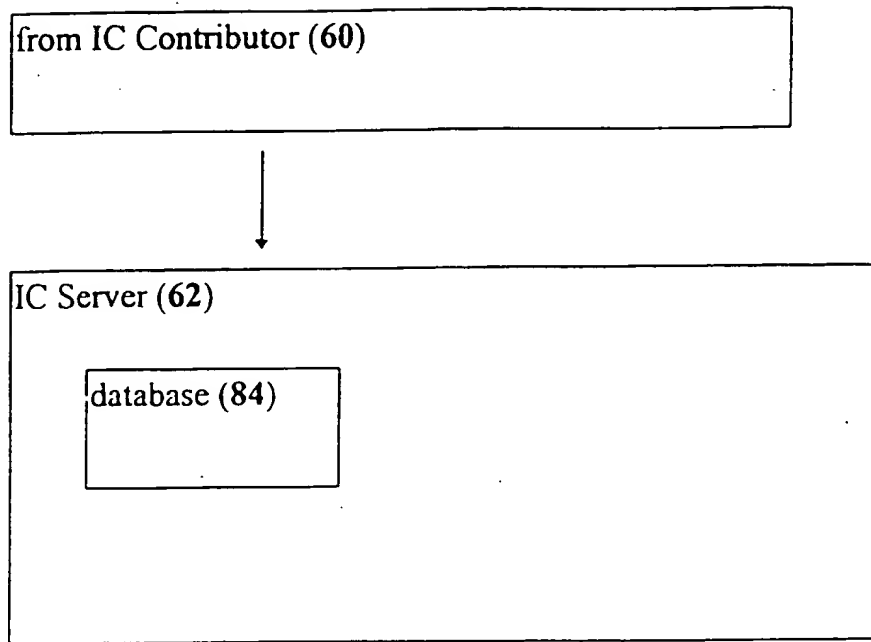 from IC Contributor (60)
IC Server (62)
database (84)